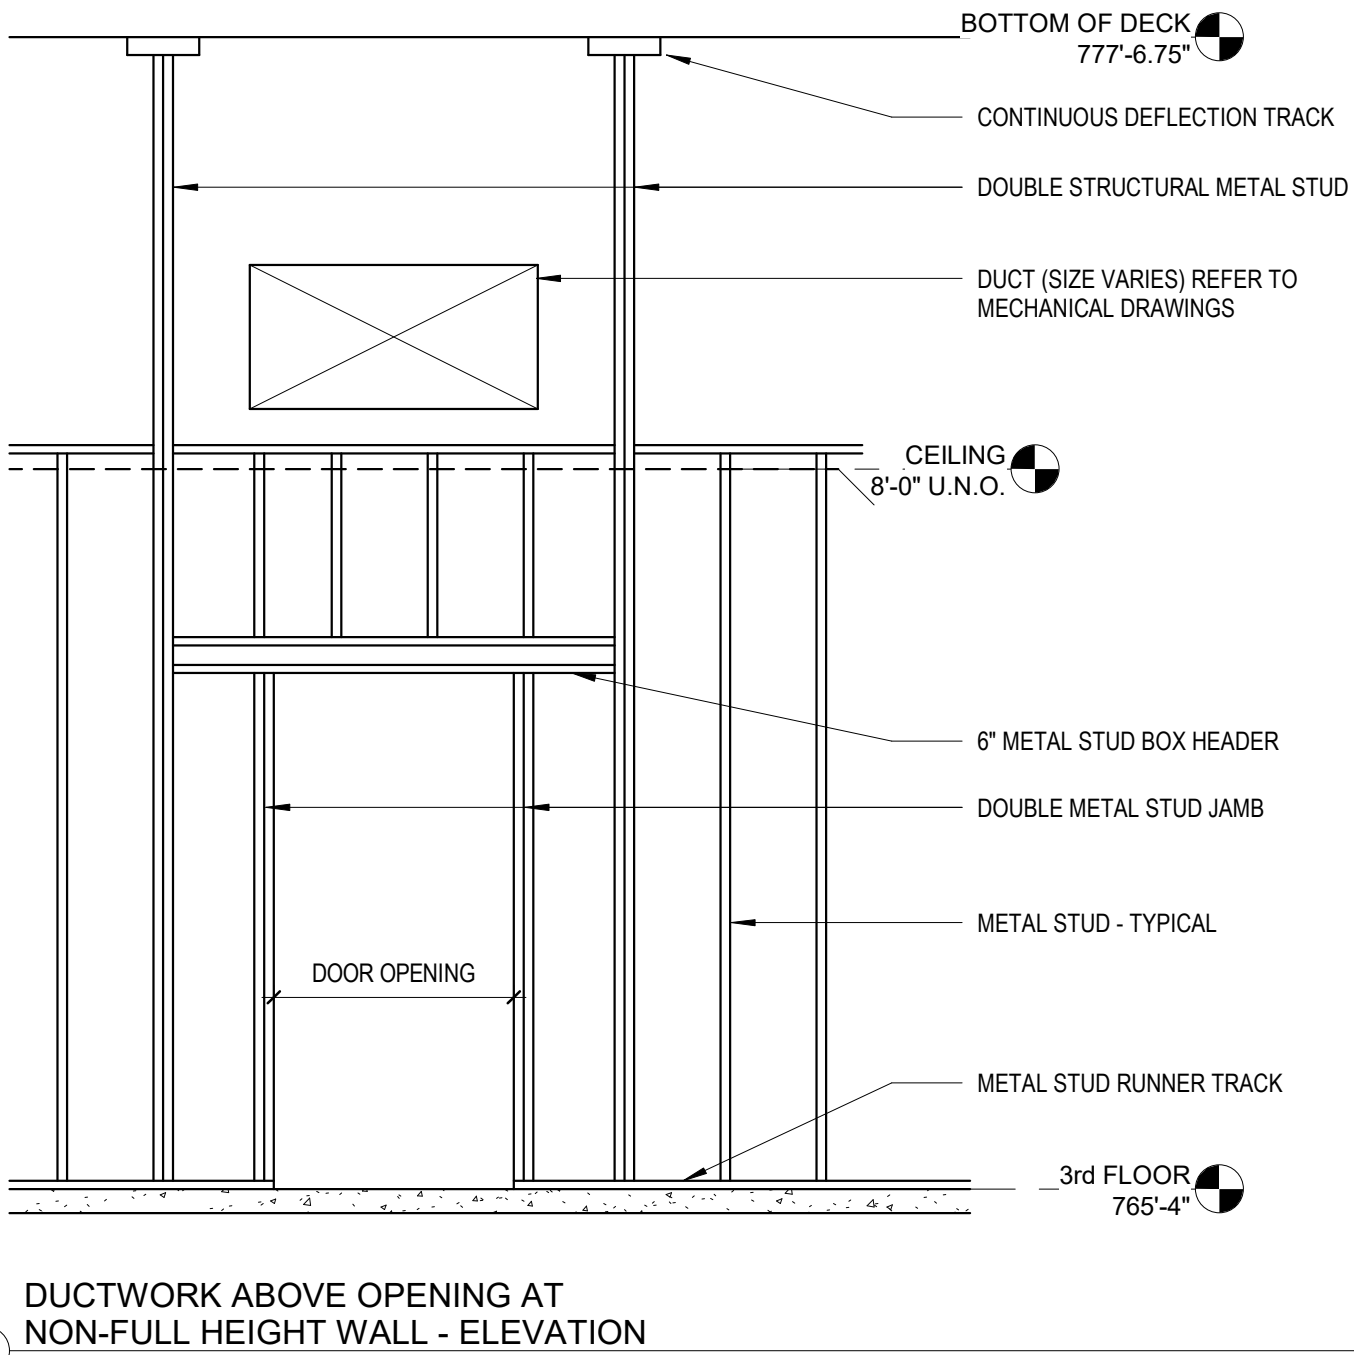 BOTTOM OF DECK
777'-6.75"
CONTINUOUS DEFLECTION TRACK
DOUBLE STRUCTURAL METAL STUD
DUCT (SIZE VARIES) REFER TO
MECHANICAL DRAWINGS
CEILING
8'-0" U.N.O.
6" METAL STUD BOX HEADER
DOUBLE METAL STUD JAMB
METAL STUD - TYPICAL
DOOR OPENING
METAL STUD RUNNER TRACK
3rd FLOOR
765'-4"
DUCTWORK ABOVE OPENING AT
NON-FULL HEIGHT WALL - ELEVATION